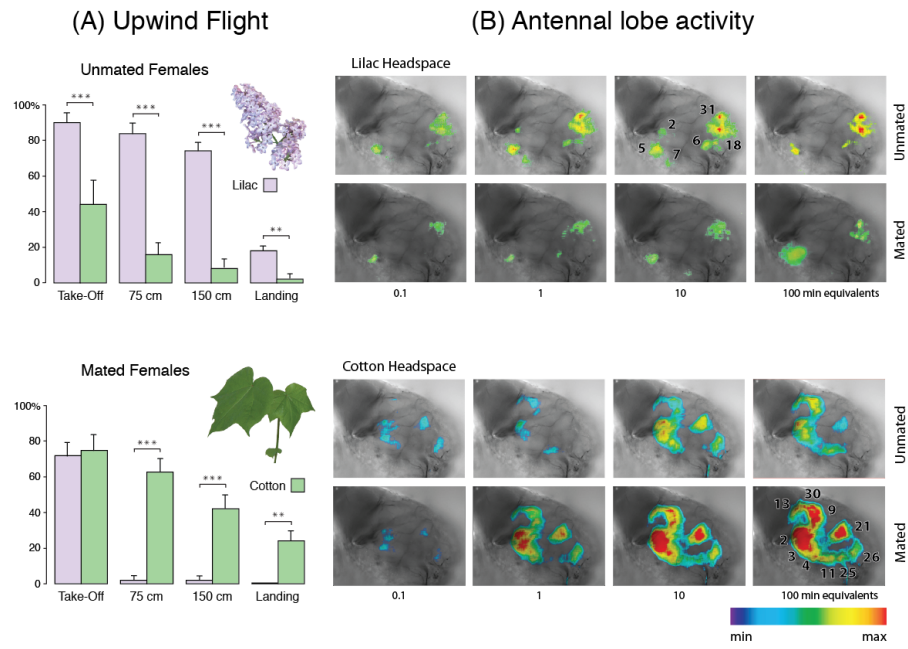 (A) Upwind Flight
(B) Antennal lobe activity
Unmated Females
100%
80
60
40
20
0
***
***
***
**
Lilac
Take-Off
75 cm
150 cm
Landing
Lilac Headspace
31
2
5
7
6
18
Unmated
Mated
0.1
1
10
100 min equivalents
Mated Females
100%
80
60
40
20
0
***
***
**
Cotton
Take-Off
75 cm
150 cm
Landing
Cotton Headspace
Unmated
30
13
9
21
2
3
4
11
25
26
Mated
0.1
1
10
100 min equivalents
min
max